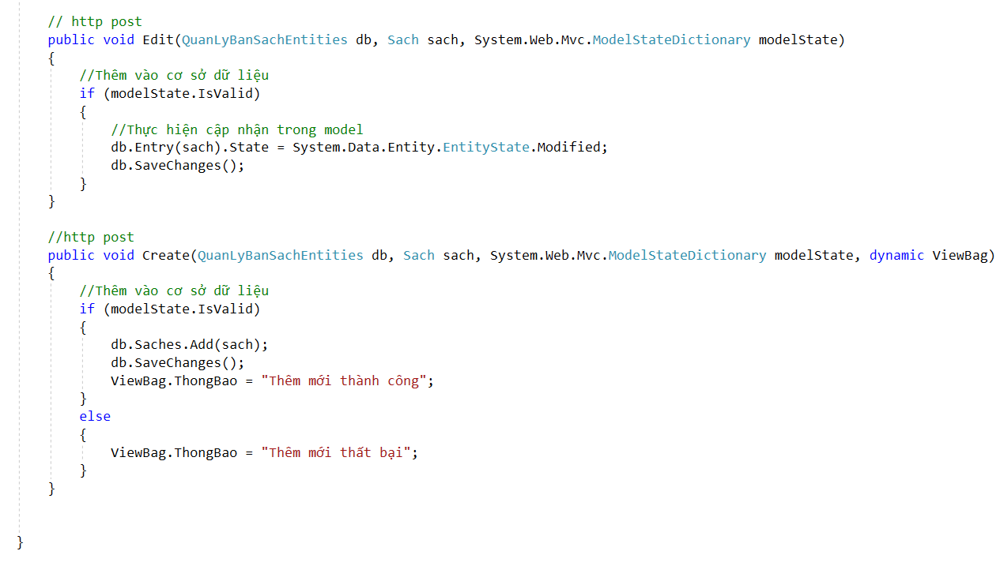 // http post
public void Edit(QuanLyBanSachEntities db, Sach sach, System.Web.Mvc.ModelStateDictionary modelState)
{
//Thêm vào cơ sở dữ liệu
if (modelState.IsValid)
{
//Thực hiện cập nhận trong model
db.Entry(sach).State = System.Data.Entity.EntityState.Modified;
db.SaveChanges();
}
}
//http post
public void Create(QuanLyBanSachEntities db, Sach sach, System.Web.Mvc.ModelStateDictionary modelState, dynamic ViewBag)
{
//Thêm vào cơ sở dữ liệu
if (modelState.IsValid)
{
db.Saches.Add(sach);
db.SaveChanges();
ViewBag.ThongBao = "Thêm mới thành công";
}
else
{
ViewBag.ThongBao = "Thêm mới thất bại";
}
}
}